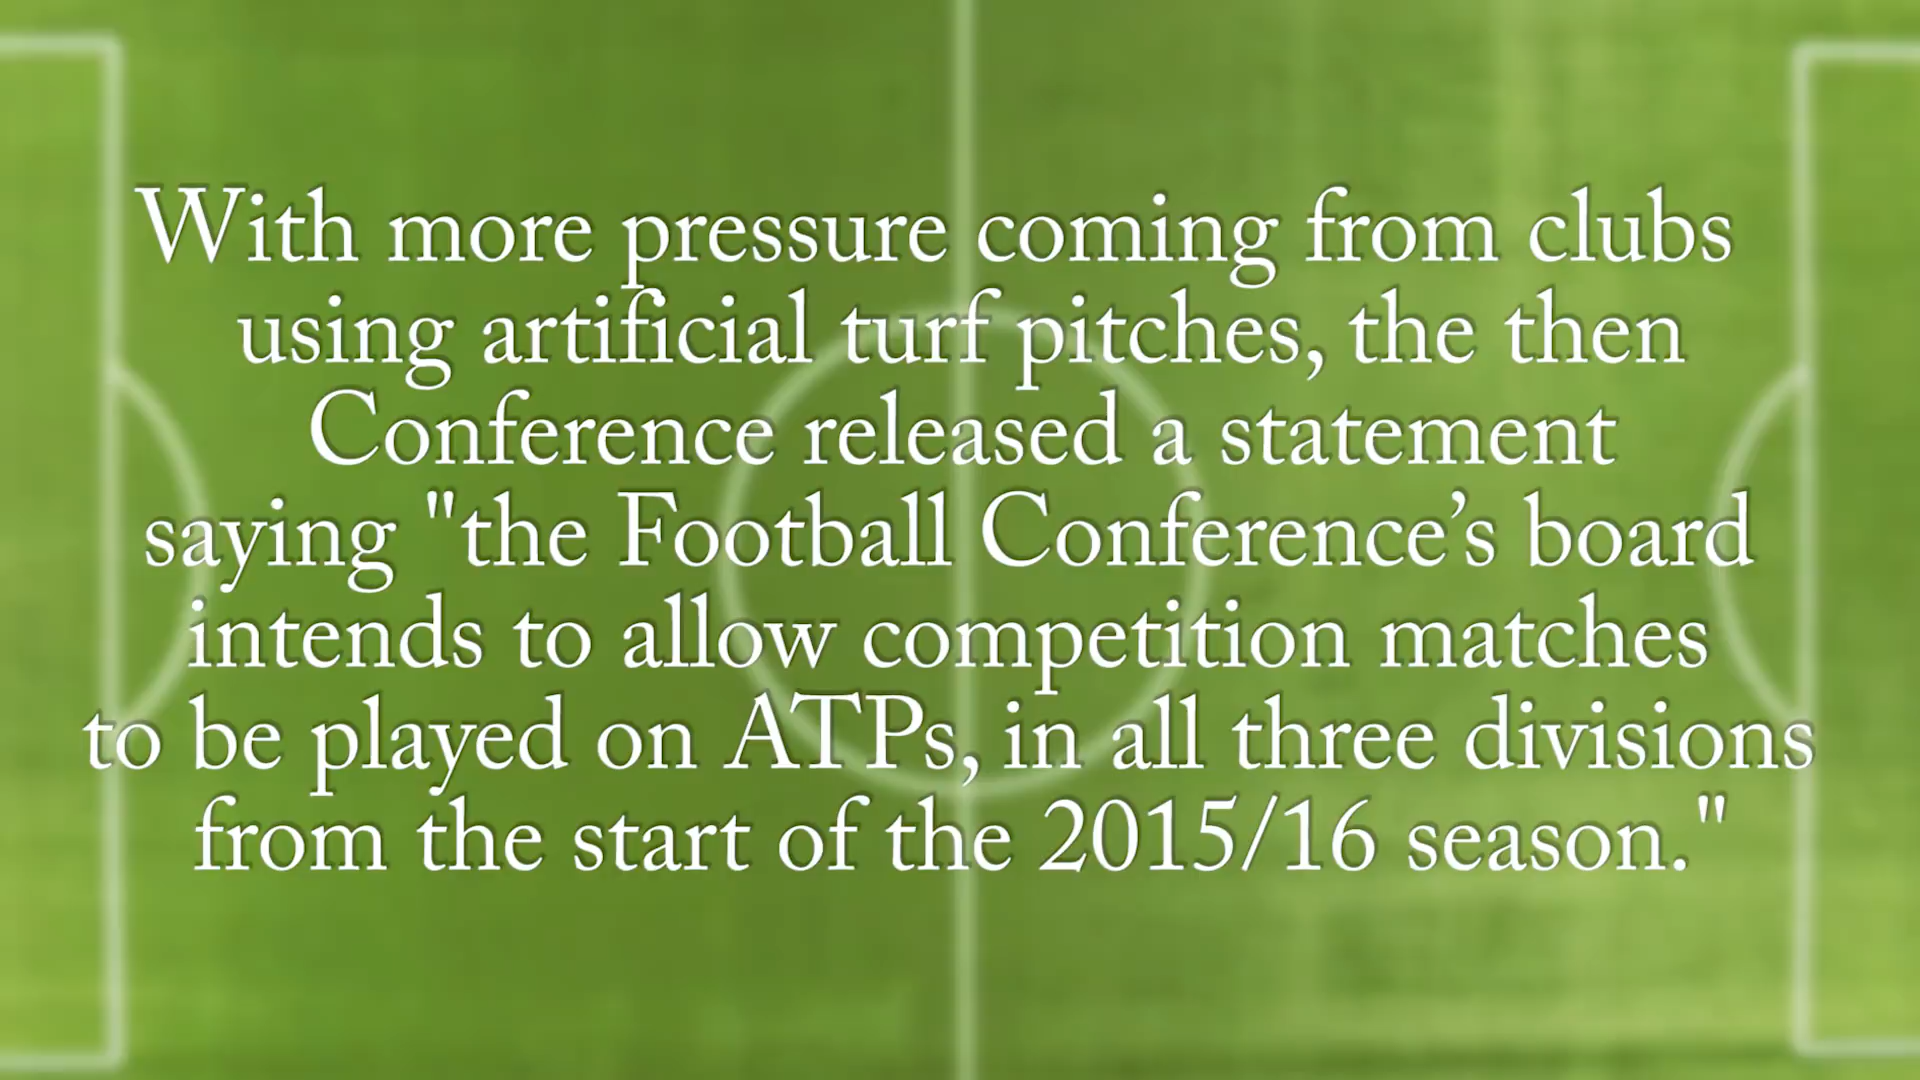 With more pressure coming from clubs
using artificial turf pitches, the then
Conference released a statement
saying "the Football Conference’s board
intends to allow competition matches
to be played on ATPs, in all three divisions
from the start of the 2015/16 season."